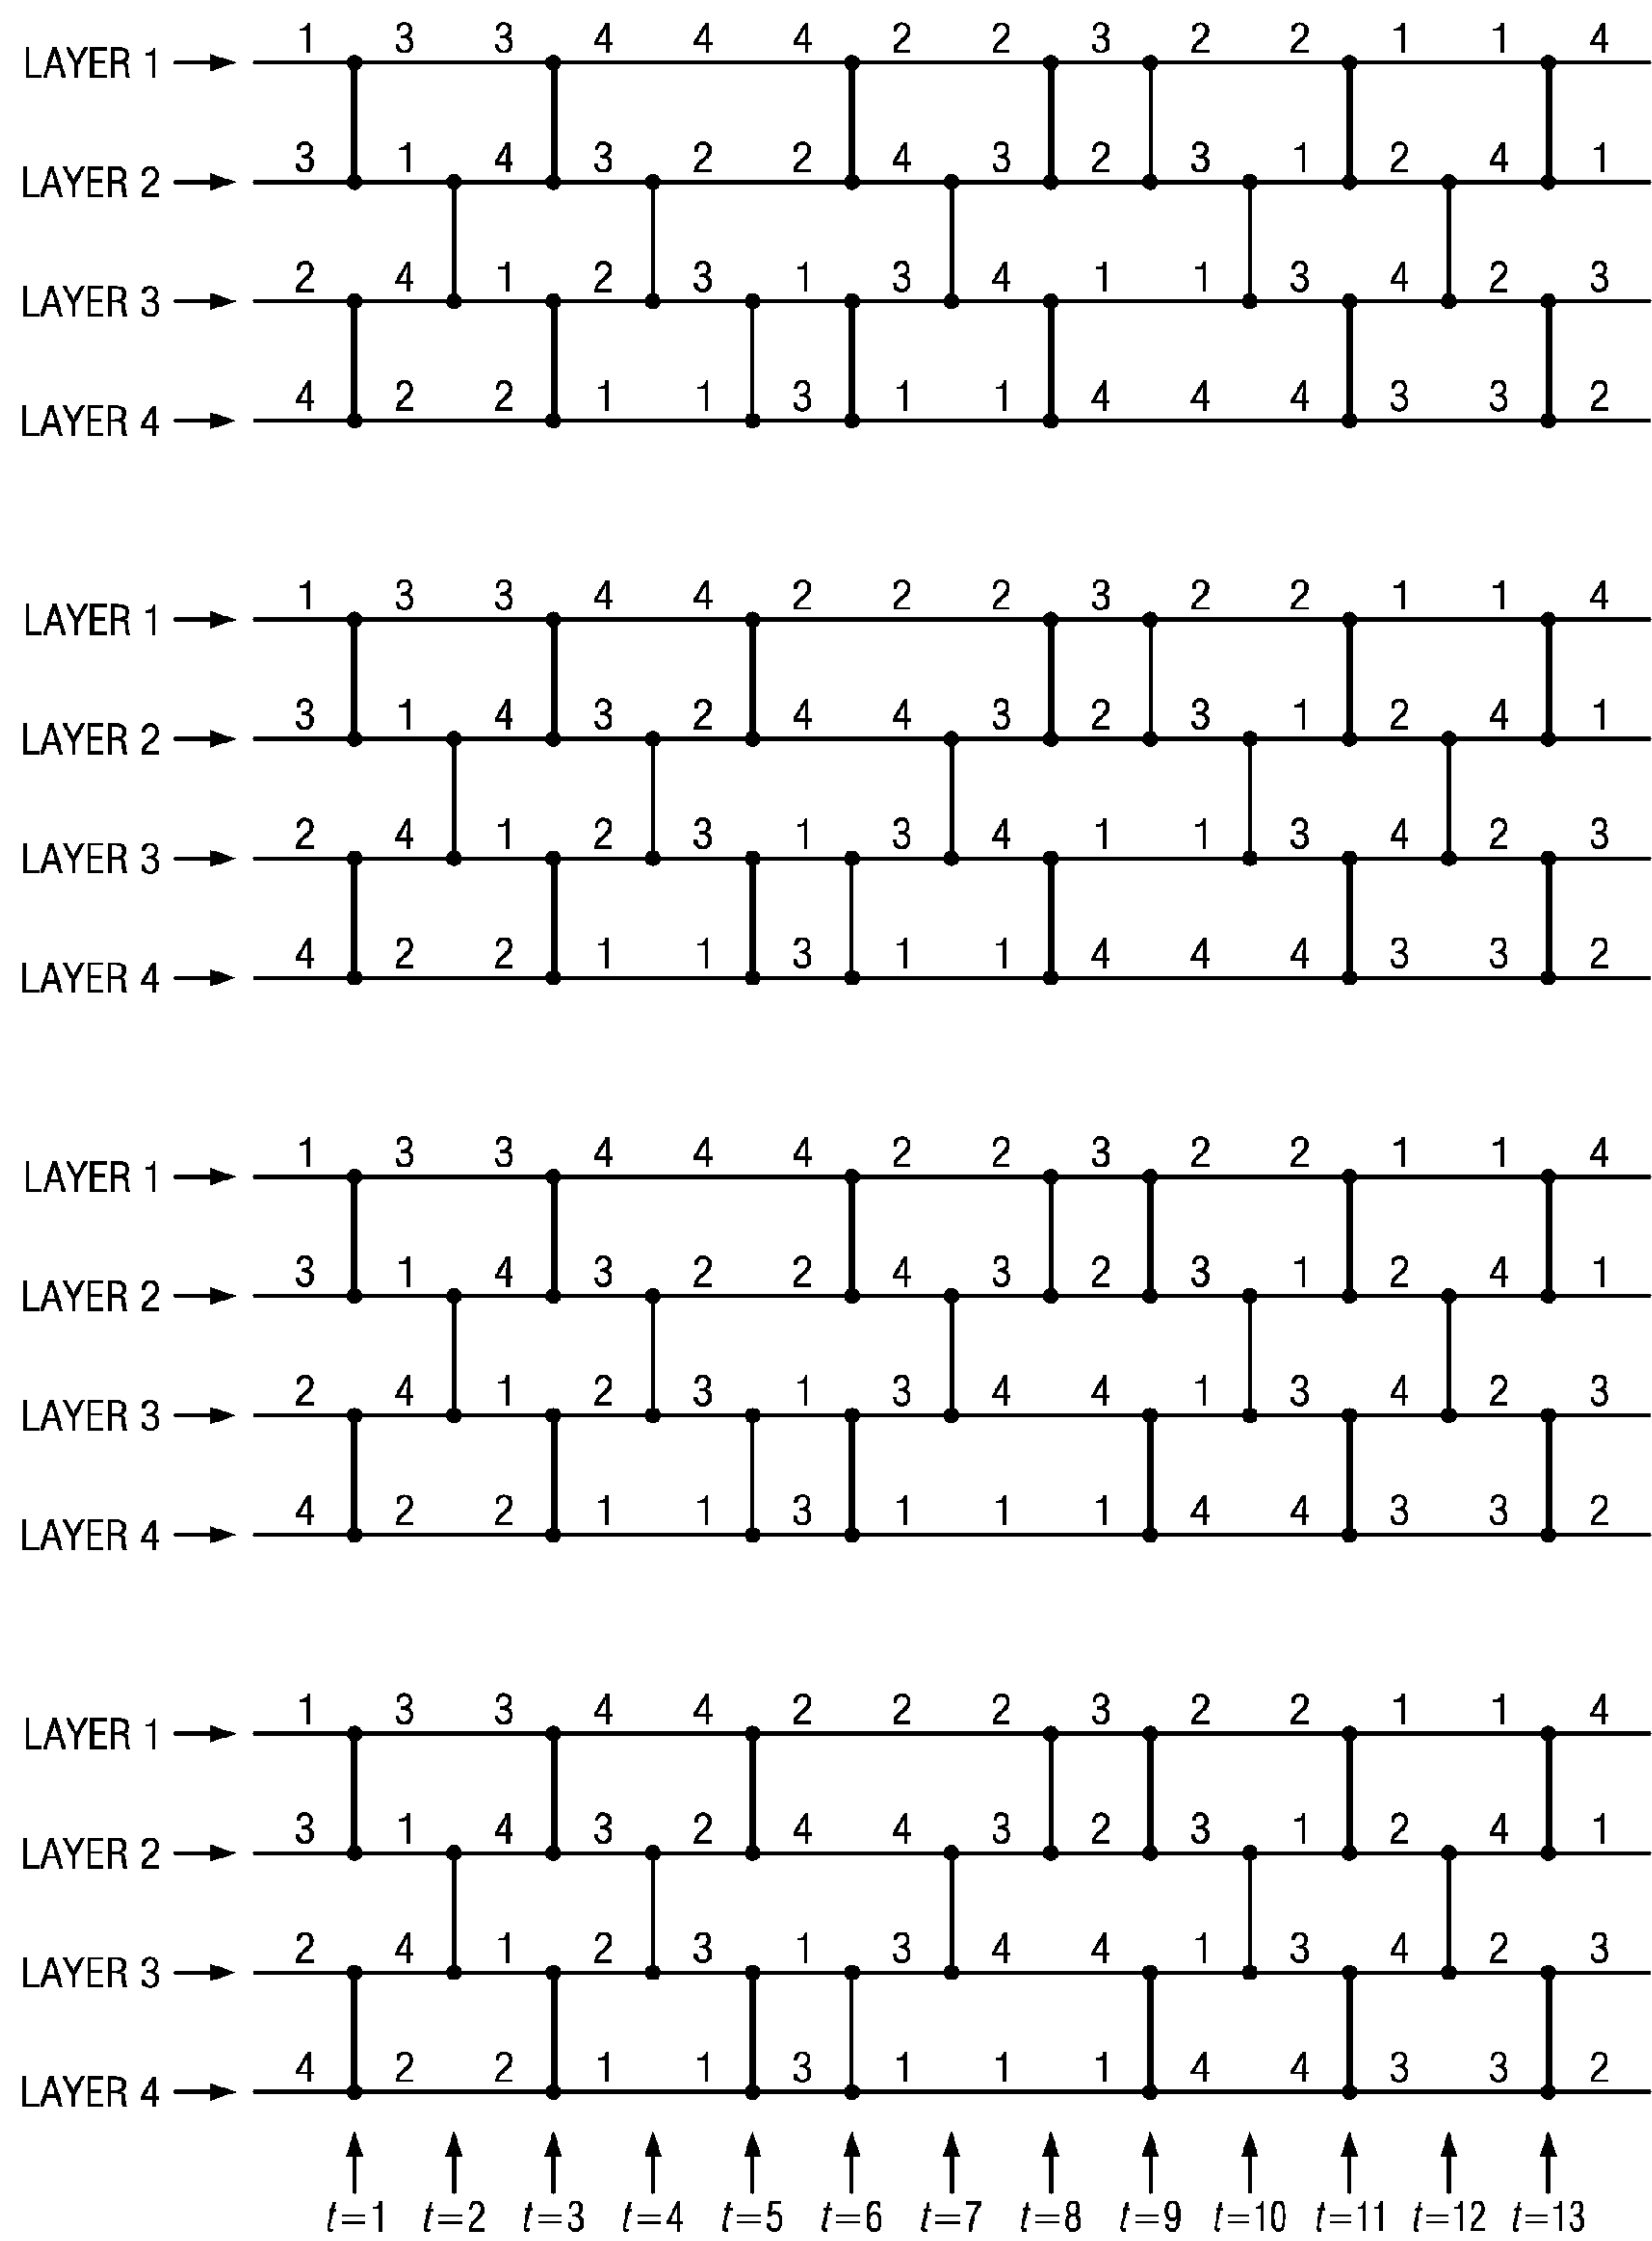 1 3 3 4 4 4 2 2 3 2 2 1 1 4
LAYER 1
3 1 4 3 2 2 4 3 2 3 1 2 4 1
LAYER 2
2 4 1 2 3 1 3 4 1 1 3 4 2 3
LAYER 3
4 2 2 1 1 3 1 1 4 4 4 3 3 2
LAYER 4
1 3 3 4 4 2 2 2 3 2 2 1 1 4
LAYER 1
3 1 4 3 2 4 4 3 2 3 1 2 4 1
LAYER 2
2 4 1 2 3 1 3 4 1 1 3 4 2 3
LAYER 3
4 2 2 1 1 3 1 1 4 4 4 3 3 2
LAYER 4
1 3 3 4 4 4 2 2 3 2 2 1 1 4
LAYER 1
3 1 4 3 2 2 4 3 2 3 1 2 4 1
LAYER 2
2 4 1 2 3 1 3 4 4 1 3 4 2 3
LAYER 3
4 2 2 1 1 3 1 1 1 4 4 3 3 2
LAYER 4
1 3 3 4 4 2 2 2 3 2 2 1 1 4
LAYER 1
3 1 4 3 2 4 4 3 2 3 1 2 4 1
LAYER 2
2 4 1 2 3 1 3 4 4 1 3 4 2 3
LAYER 3
4 2 2 1 1 3 1 1 1 4 4 3 3 2
LAYER 4
t=1 t=2 t=3 t=4 t=5 t=6 t=7 t=8 t=9 t=10 t=11 t=12 t=13